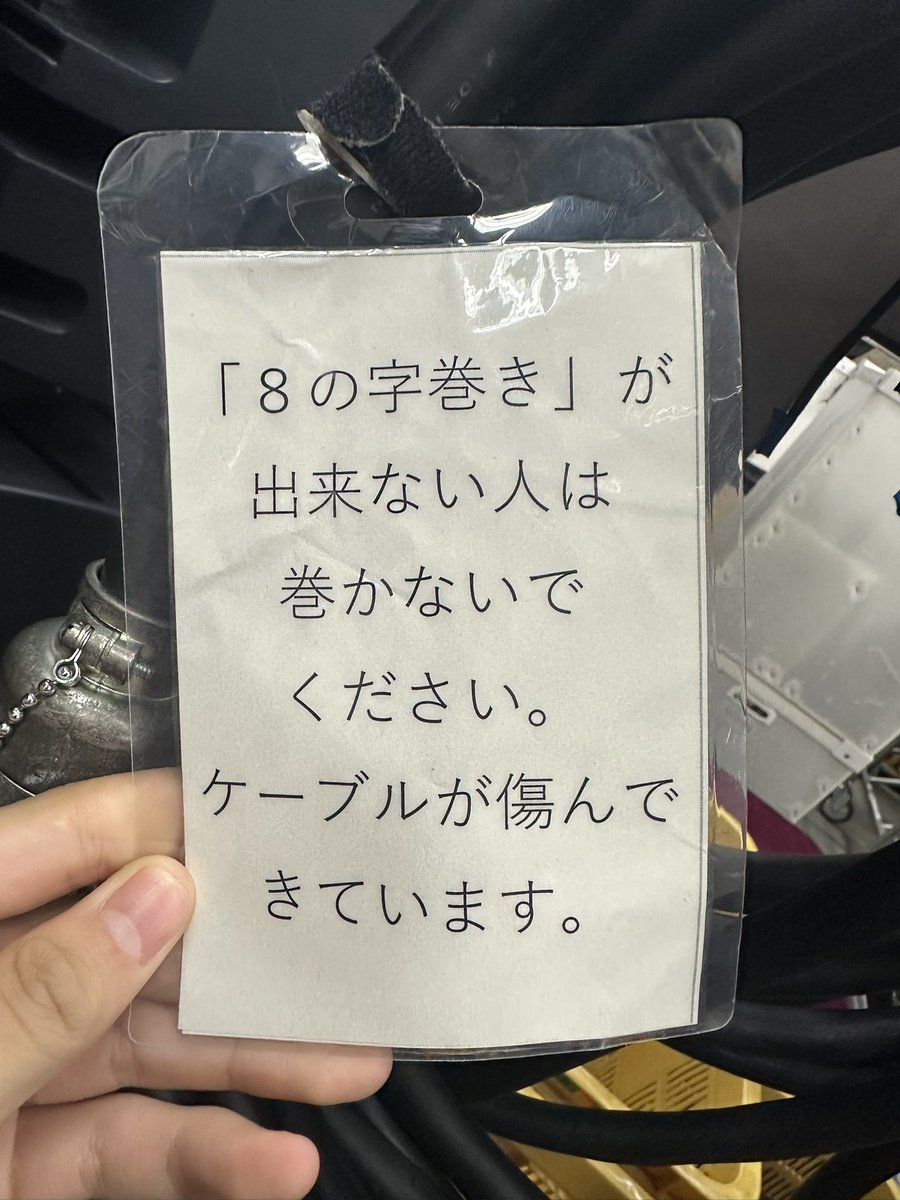 「８の字巻き」が
出来ない人は
巻かないで
ください。
ケーブルが傷んで
きています。